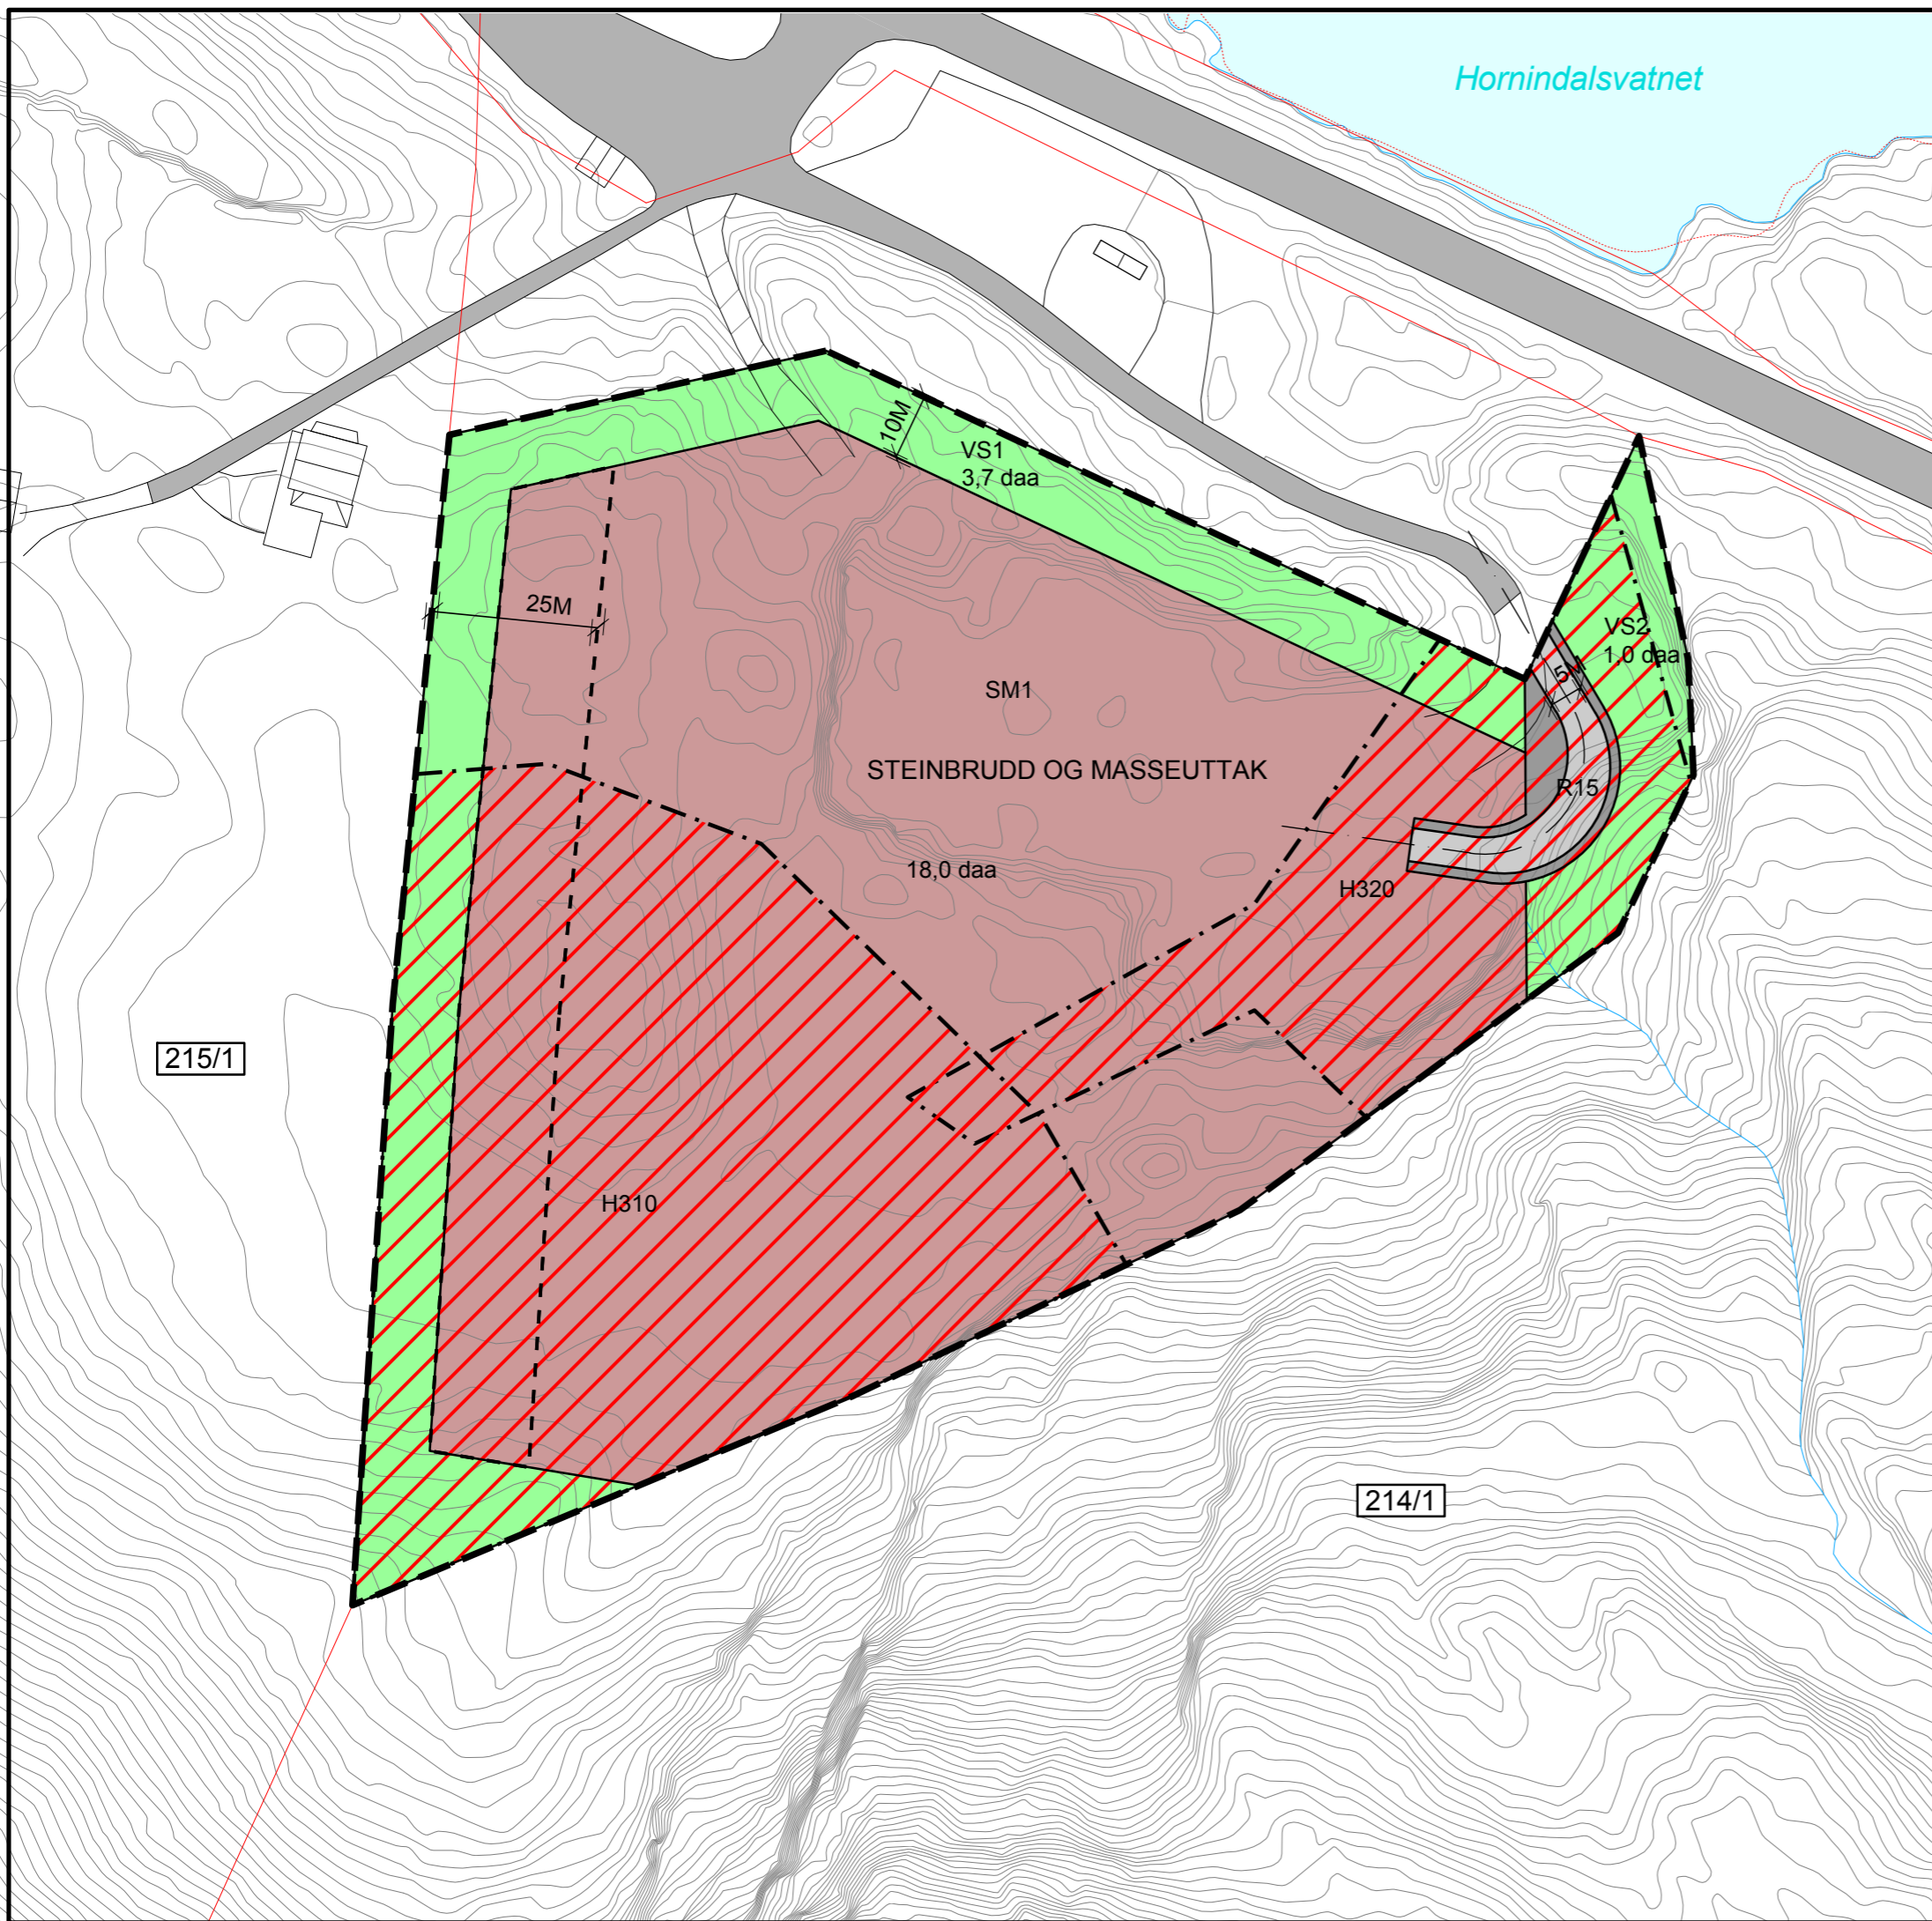 Hornindalsvatnet
10M
VS1
3,7 daa
25M
VS2
1,0 daa
5M
SM1
STEINBRUDD OG MASSEUTTAK
R15
18,0 daa
H320
215/1
H310
214/1